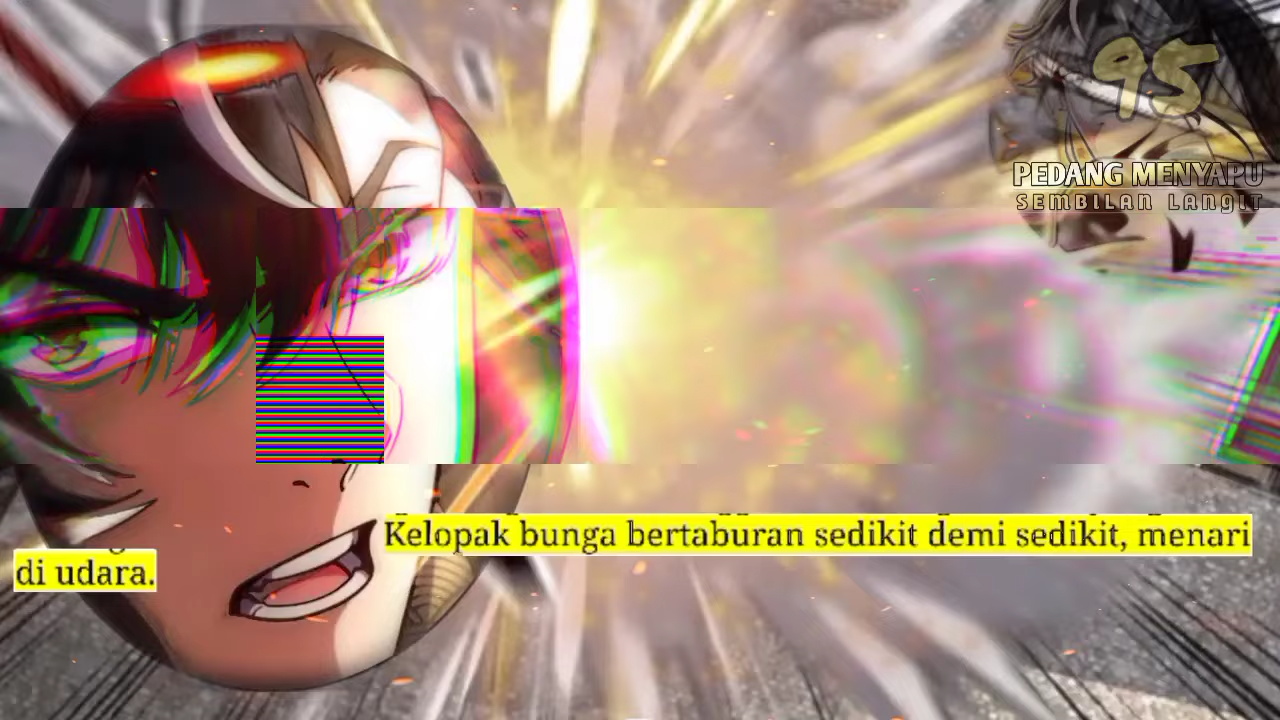 95
PEDANG MENYAPU
SEMBILAN LANGIT
Kelopak bunga bertaburan sedikit demi sedikit, menari
di udara.